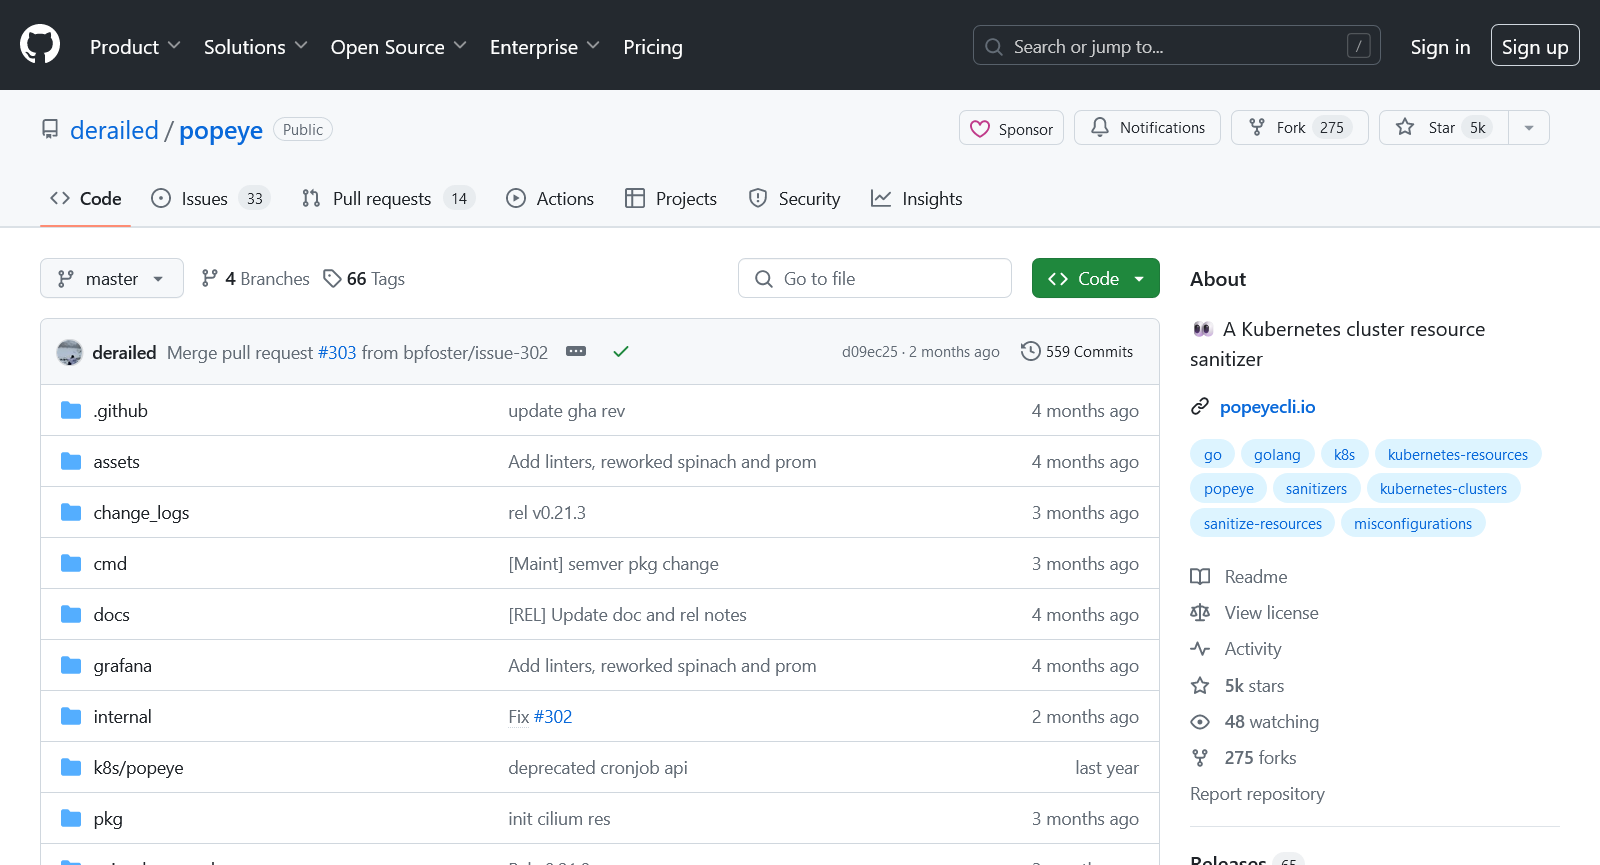 Product Solutions Open Source Enterprise Pricing Search or jump to... / Sign in Sign up
derailed / popeye Public Sponsor Notifications Fork 275 Star 5k
Code Issues 33 Pull requests 14 Actions Projects Security Insights
master 4 Branches 66 Tags Go to file Code
derailed Merge pull request #303 from bpfoster/issue-302 d09ec25 · 2 months ago 559 Commits
.github update gha rev 4 months ago
assets Add linters, reworked spinach and prom 4 months ago
change_logs rel v0.21.3 3 months ago
cmd [Maint] semver pkg change 3 months ago
docs [REL] Update doc and rel notes 4 months ago
grafana Add linters, reworked spinach and prom 4 months ago
internal Fix #302 2 months ago
k8s/popeye deprecated cronjob api last year
pkg init cilium res 3 months ago
About
A Kubernetes cluster resource
sanitizer
popeyecli.io
go golang k8s kubernetes-resources
popeye sanitizers kubernetes-clusters
sanitize-resources misconfigurations
Readme
View license
Activity
5k stars
48 watching
275 forks
Report repository
Releases 65